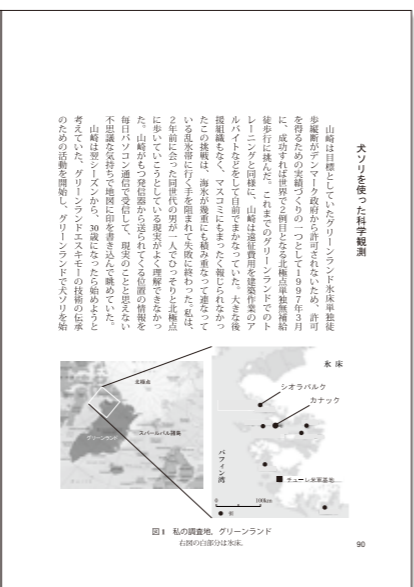 犬ソリを使った科学観測
山崎は目標としていたグリーンランド氷床単独徒
歩縦断がデンマーク政府から許可されないため、許可
を得るための実績づくりの一つとして1997年3月
に、成功すれば世界で2例目となる北極点単独無補給
徒歩行に挑んだ。これまでのグリーンランドでのト
レーニングと同様に、山崎は遠征費用を建築作業のア
ルバイトなどをして自前でまかなっていた。大きな後
援組織もなく、マスコミにもまったく報じられなかっ
たこの挑戦は、海氷が幾重にも積み重なって連なって
いる乱氷帯に行く手を阻まれて失敗に終わった。私は、
2年前に会った同世代の男が一人でひっそりと北極点
に歩いていこうとしている現実がよく理解できなかっ
た。山崎がもつ発信器から送られてくる位置の情報を
毎日パソコン通信で受信して、現実のことと思えない
不思議な気持ちで地図に印を書き込んで眺めていた。
山崎は翌シーズンから、30歳になったら始めようと
考えていた、グリーンランドエスキモーの技術の伝承
のための活動を開始し、グリーンランドで犬ソリを始
北極点
グリーンランド
スバールバル諸島
氷床
シオラパルク
カナック
バフィン湾
チューレ米軍基地
0 100km
村
図1 私の調査地、グリーンランド
右図の白部分は氷床。
90